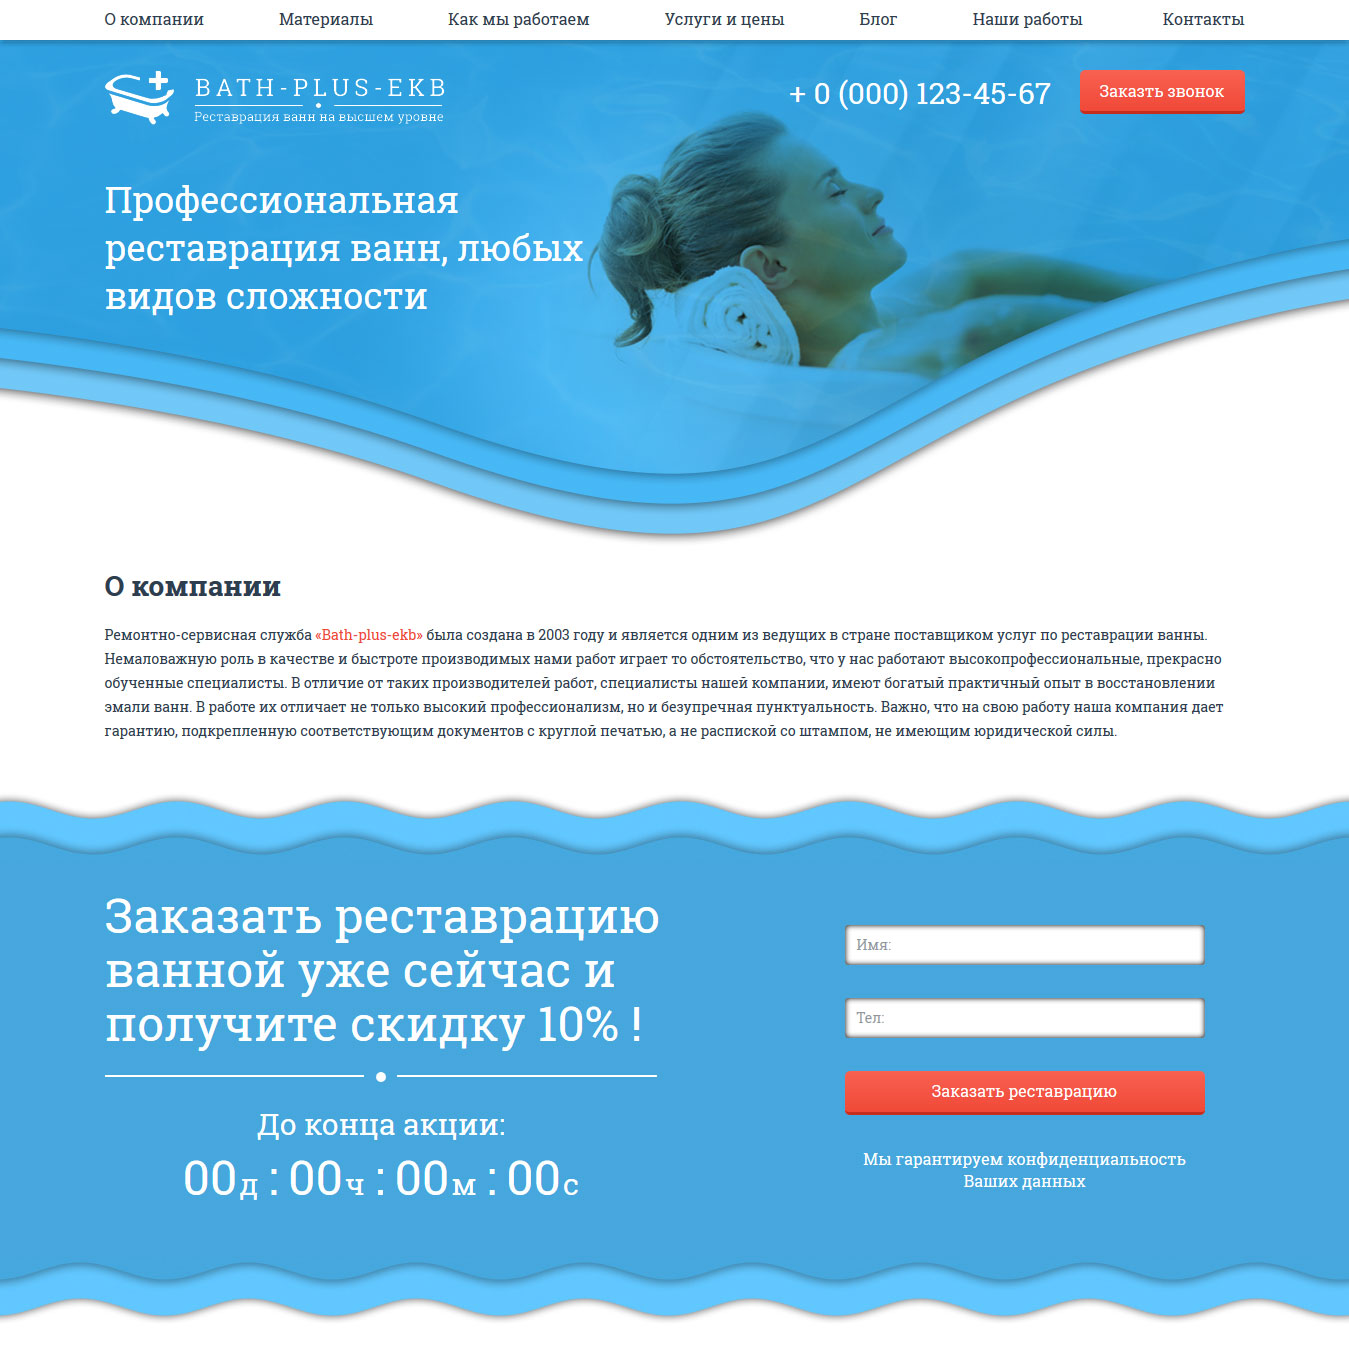 О компании
Материалы
Как мы работаем
Услуги и цены
Блог
Наши работы
Контакты
BATH-PLUS-EKB
Реставрация ванн на высшем уровне
+ 0 (000) 123-45-67
Заказть звонок
Профессиональная
реставрация ванн, любых
видов сложности
О компании
Ремонтно-сервисная служба «Bath-plus-ekb» была создана в 2003 году и является одним из ведущих в стране поставщиком услуг по реставрации ванны.
Немаловажную роль в качестве и быстроте производимых нами работ играет то обстоятельство, что у нас работают высокопрофессиональные, прекрасно
обученные специалисты. В отличие от таких производителей работ, специалисты нашей компании, имеют богатый практичный опыт в восстановлении
эмали ванн. В работе их отличает не только высокий профессионализм, но и безупречная пунктуальность. Важно, что на свою работу наша компания дает
гарантию, подкрепленную соответствующим документов с круглой печатью, а не распиской со штампом, не имеющим юридической силы.
Заказать реставрацию
ванной уже сейчас и
получите скидку 10% !
До конца акции:
00д : 00ч : 00м : 00с
Имя:
Тел:
Заказать реставрацию
Мы гарантируем конфиденциальность
Ваших данных